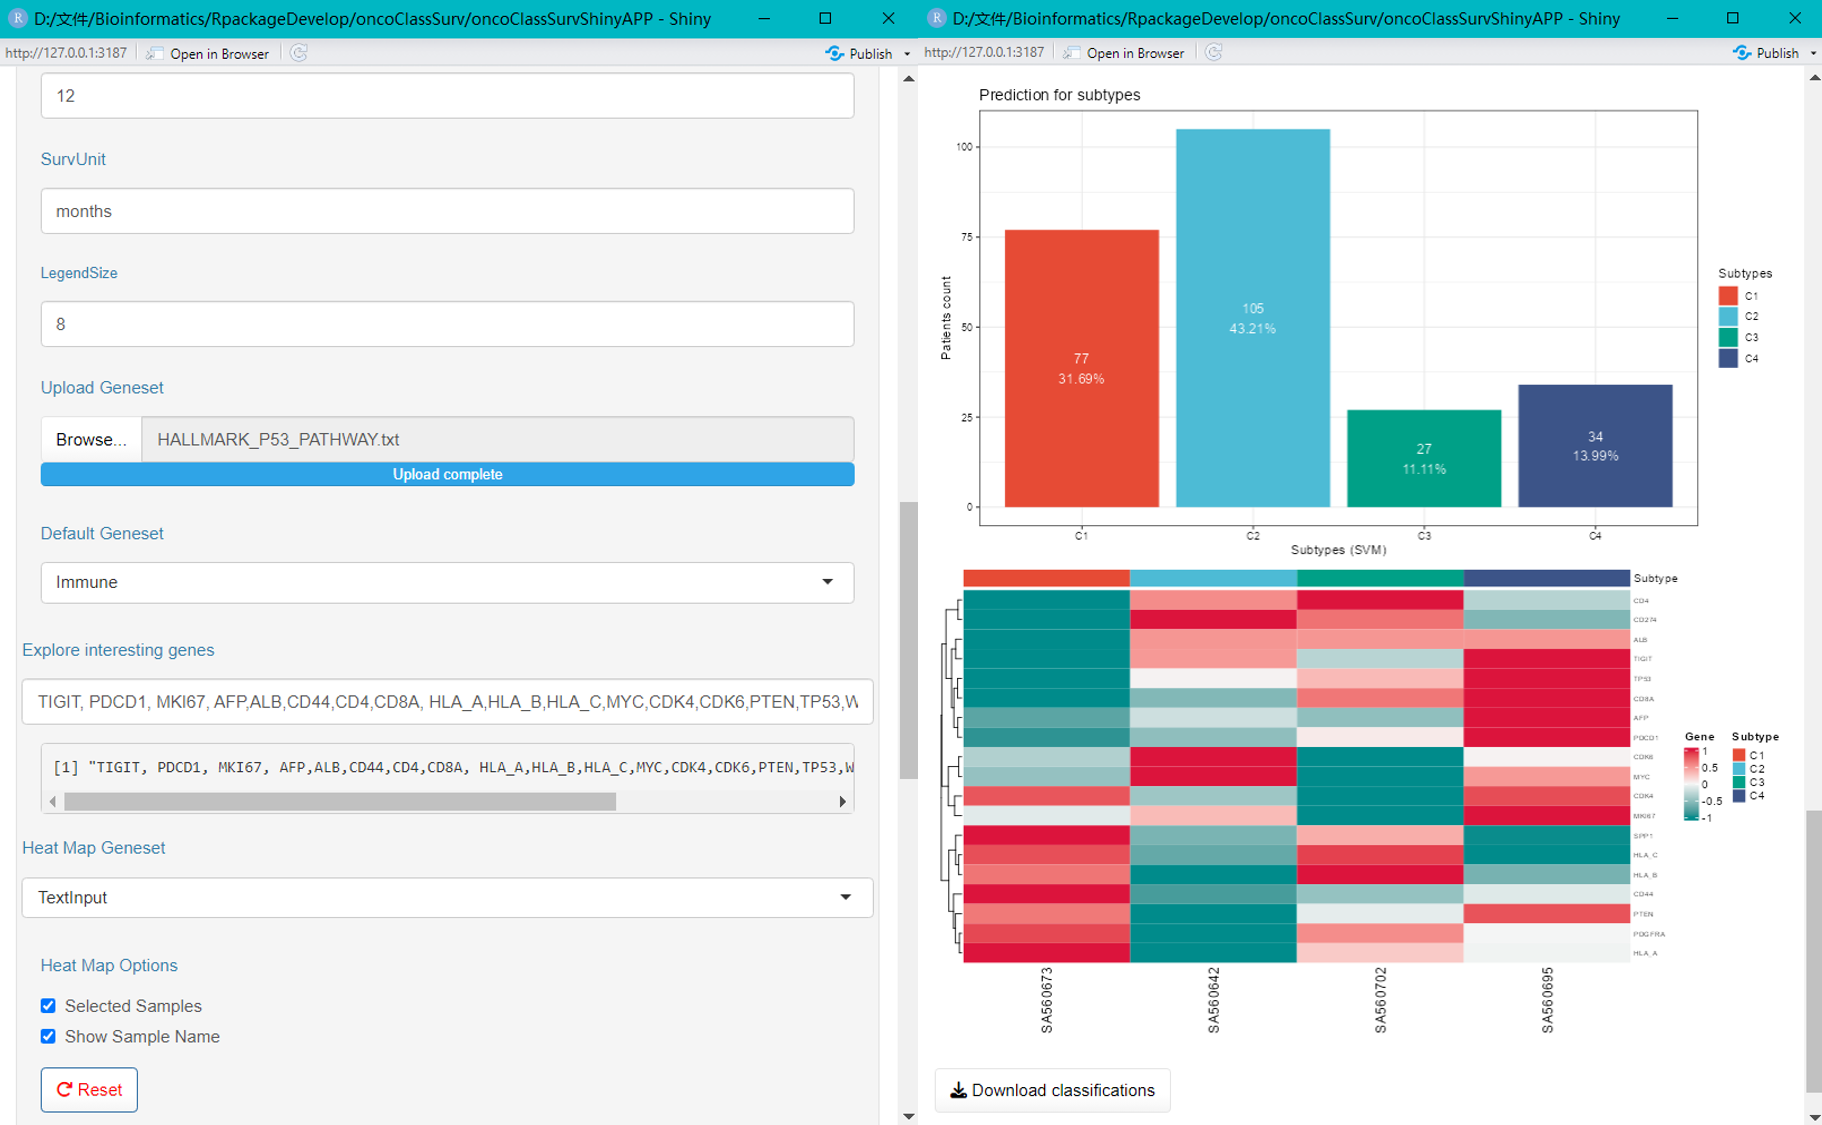 D:/文件/Bioinformatics/RpackageDevelop/oncoClassSurv/oncoClassSurvShinyAPP - Shiny
http://127.0.0.1:3187
Open in Browser
Publish
12
SurvUnit
months
LegendSize
8
Upload Geneset
Browse... HALLMARK_P53_PATHWAY.txt
Upload complete
Default Geneset
Immune
Explore interesting genes
TIGIT, PDCD1, MKI67, AFP,ALB,CD44,CD4,CD8A, HLA_A,HLA_B,HLA_C,MYC,CDK4,CDK6,PTEN,TP53,W
[1] "TIGIT, PDCD1, MKI67, AFP,ALB,CD44,CD4,CD8A, HLA_A,HLA_B,HLA_C,MYC,CDK4,CDK6,PTEN,TP53,W
Heat Map Geneset
TextInput
Heat Map Options
Selected Samples
Show Sample Name
Reset
D:/文件/Bioinformatics/RpackageDevelop/oncoClassSurv/oncoClassSurvShinyAPP - Shiny
http://127.0.0.1:3187
Open in Browser
Publish
Prediction for subtypes
Patients count
100
75
50
25
0
77
31.69%
105
43.21%
27
11.11%
34
13.99%
C1
C2
C3
C4
Subtypes (SVM)
Subtypes
C1
C2
C3
C4
Subtype
CD4
CD274
ALB
TIGIT
TP53
CD8A
AFP
PDCD1
CDK6
MYC
CDK4
MKI67
SPP1
HLA_C
HLA_B
CD44
PTEN
PDGFRA
HLA_A
SA560673
SA560642
SA560702
SA560695
Gene
1
0.5
0
-0.5
-1
Subtype
C1
C2
C3
C4
Download classifications